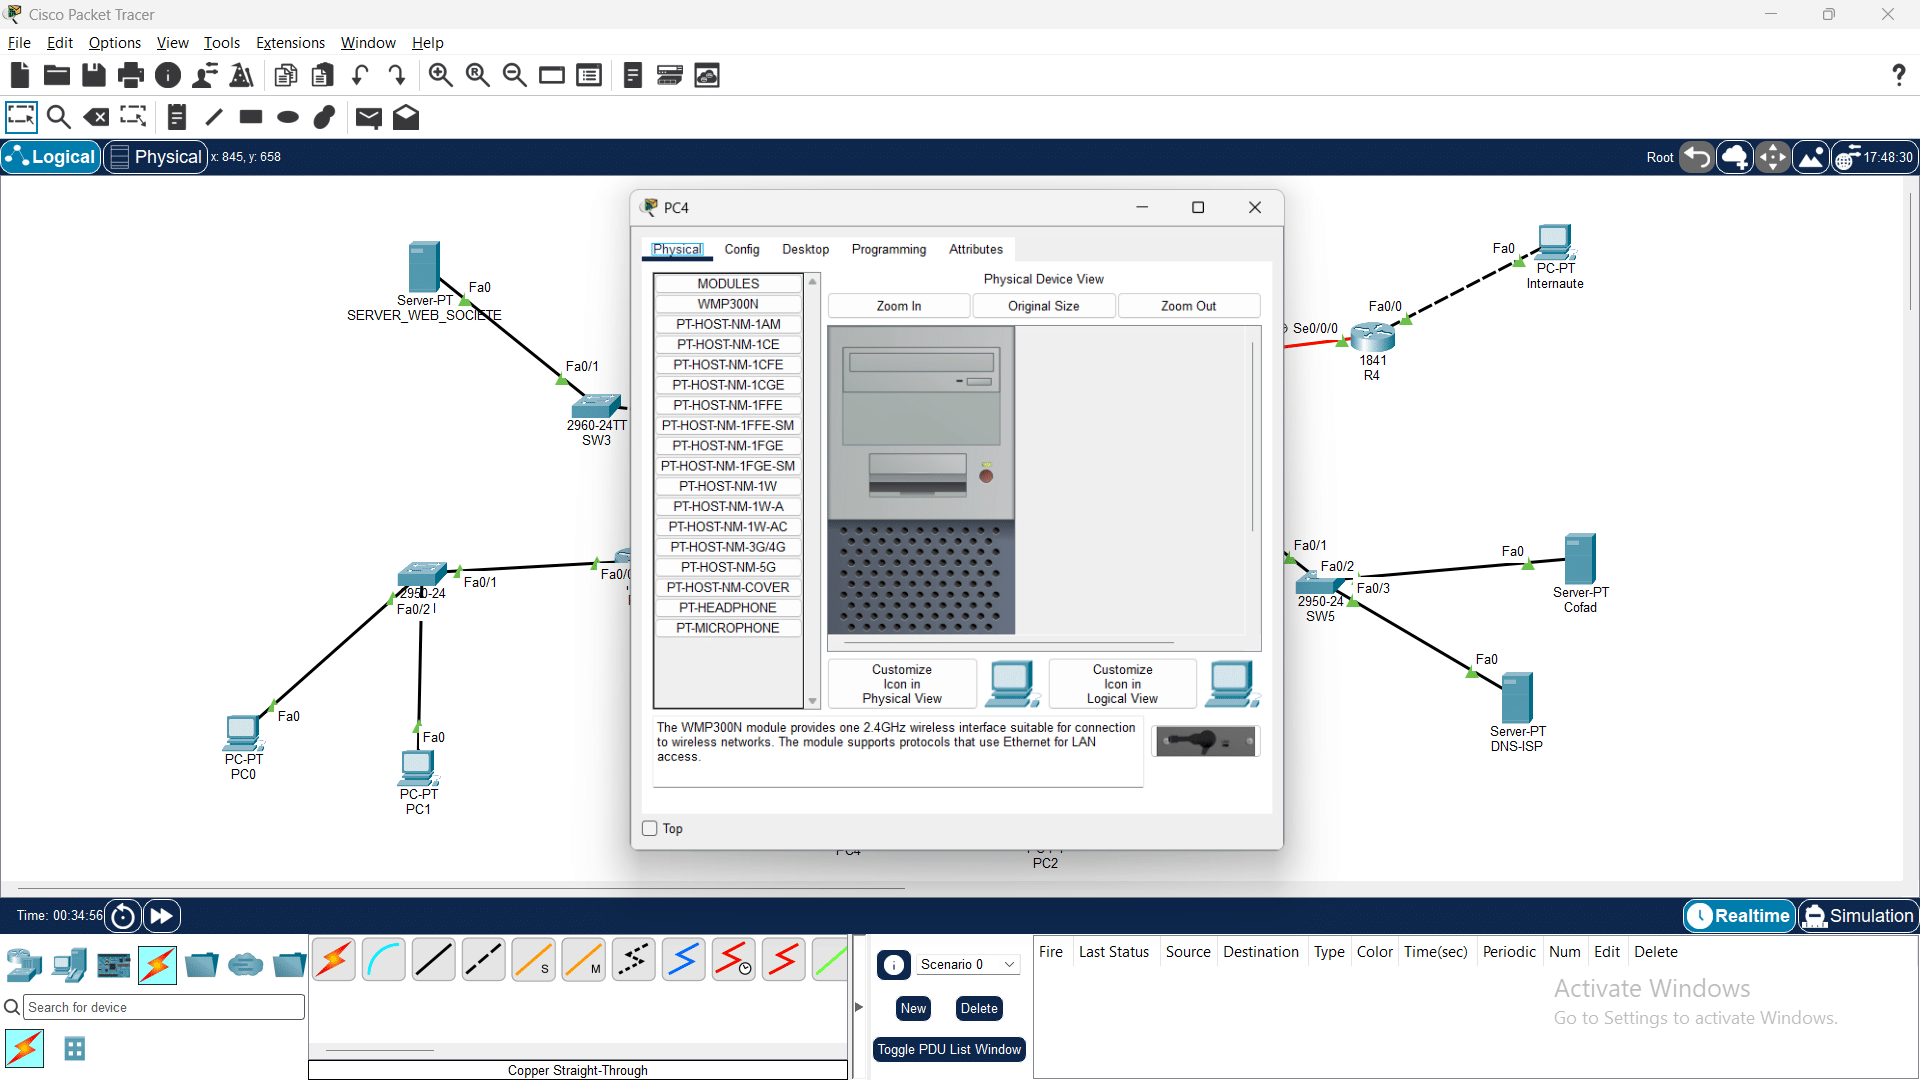 Cisco Packet Tracer
File Edit Options View Tools Extensions Window Help
Logical Physical x: 845, y: 658 Root 17:48:30
PC4
Physical Config Desktop Programming Attributes
MODULES
WMP300N
PT-HOST-NM-1AM
PT-HOST-NM-1CE
PT-HOST-NM-1CFE
PT-HOST-NM-1CGE
PT-HOST-NM-1FFE
PT-HOST-NM-1FFE-SM
PT-HOST-NM-1FGE
PT-HOST-NM-1FGE-SM
PT-HOST-NM-1W
PT-HOST-NM-1W-A
PT-HOST-NM-1W-AC
PT-HOST-NM-3G/4G
PT-HOST-NM-5G
PT-HOST-NM-COVER
PT-HEADPHONE
PT-MICROPHONE
Physical Device View
Zoom In Original Size Zoom Out
Customize
Icon in
Physical View
Customize
Icon in
Logical View
The WMP300N module provides one 2.4GHz wireless interface suitable for connection
to wireless networks. The module supports protocols that use Ethernet for LAN
access.
Top
Fa0
Server-PT
SERVER_WEB_SOCIETE
Fa0/1
2960-24TT
SW3
2950-24
Fa0/2
Fa0/1
Fa0/0
Fa0
PC-PT
PC0
Fa0
PC-PT
PC1
PC4
PC2
Fa0
PC-PT
Internaute
Fa0/0
Se0/0/0
1841
R4
Fa0/1
Fa0/2
Fa0/3
2950-24
SW5
Fa0
Server-PT
Cofad
Fa0
Server-PT
DNS-ISP
Time: 00:34:56 Realtime Simulation
S M
Search for device
Copper Straight-Through
Scenario 0
New Delete
Toggle PDU List Window
Fire Last Status Source Destination Type Color Time(sec) Periodic Num Edit Delete
Activate Windows
Go to Settings to activate Windows.